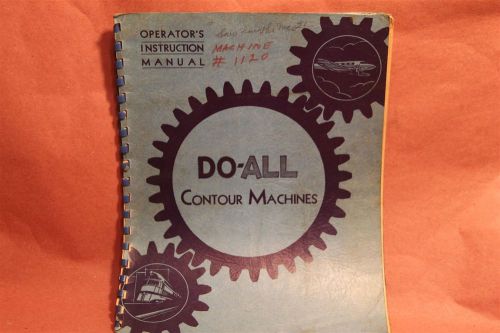 OPERATOR'S
INSTRUCTION
MANUAL
MACHINE
# 1120
DO-ALL
CONTOUR MACHINES